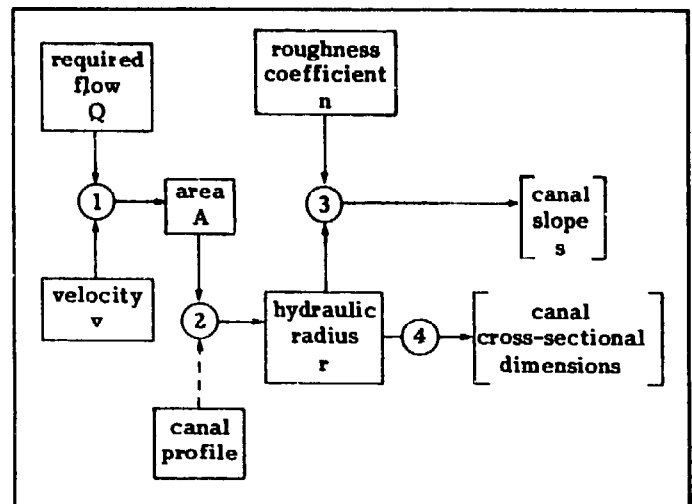 required
flow
Q
roughness
coefficient
n
1
area
A
3
canal
slope
s
velocity
v
2
hydraulic
radius
r
4
canal
cross-sectional
dimensions
canal
profile